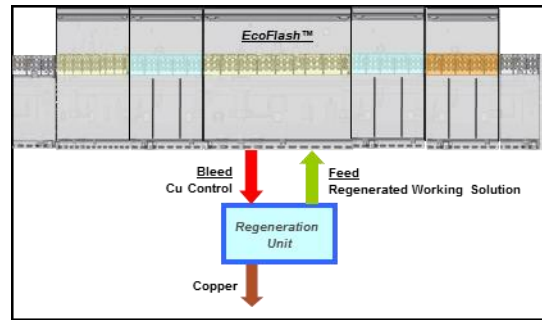 EcoFlash™
Bleed
Cu Control
Feed
Regenerated Working Solution
Regeneration
Unit
Copper